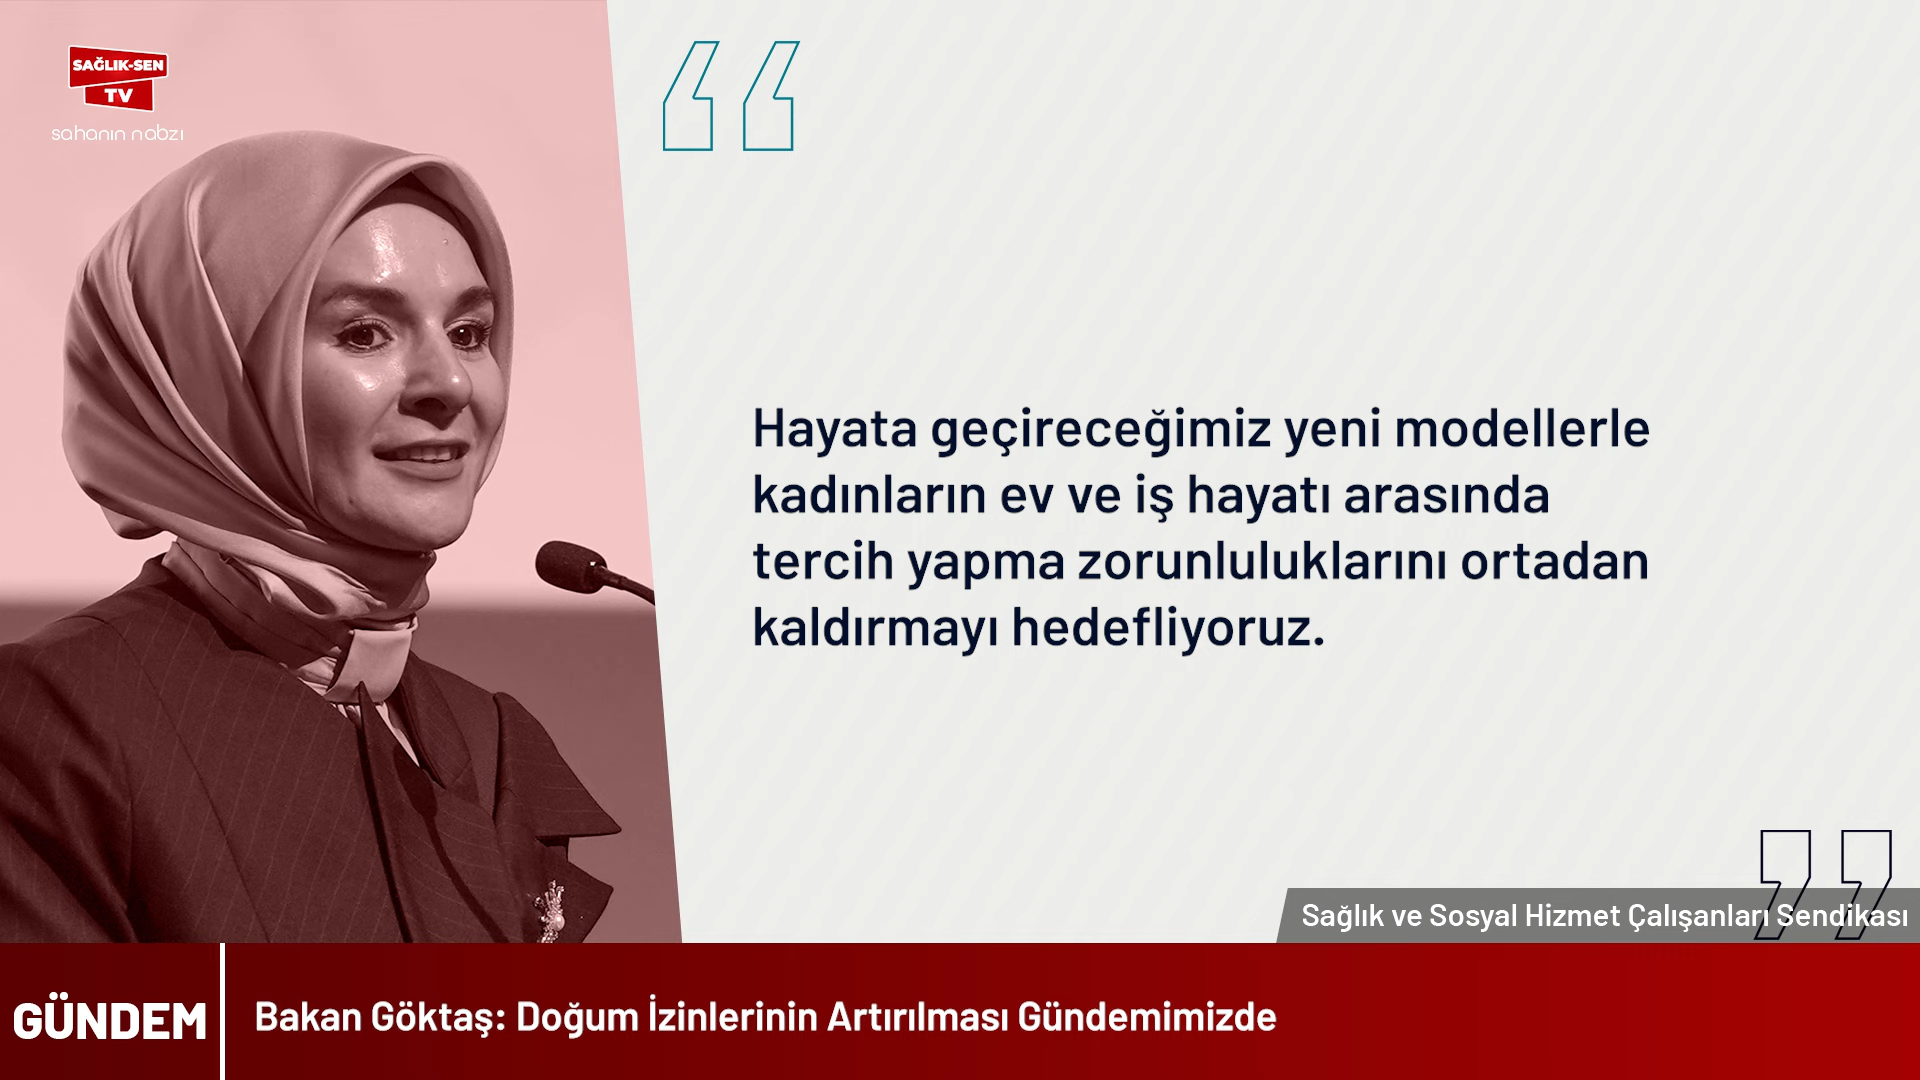 SAĞLIK-SEN
TV
sahanın nabzı
Hayata geçireceğimiz yeni modellerle
kadınların ev ve iş hayatı arasında
tercih yapma zorunluluklarını ortadan
kaldırmayı hedefliyoruz.
Sağlık ve Sosyal Hizmet Çalışanları Sendikası
GÜNDEM
Bakan Göktaş: Doğum İzinlerinin Artırılması Gündemimizde